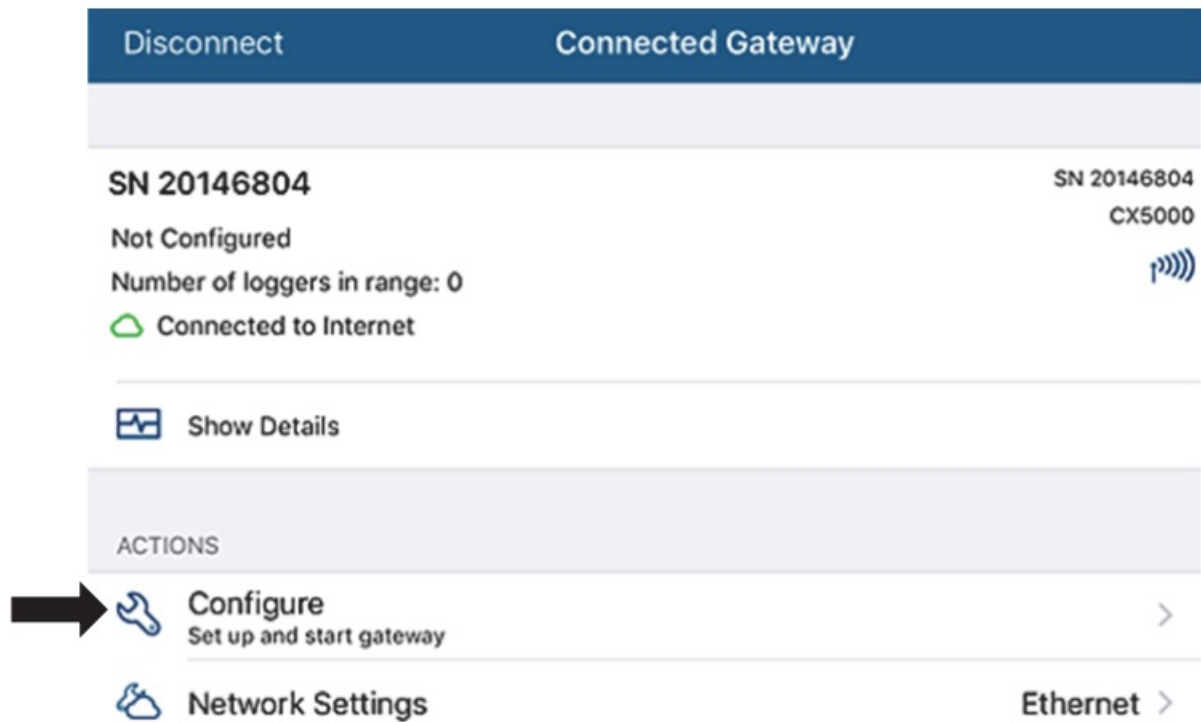 Disconnect
Connected Gateway
SN 20146804
SN 20146804
CX5000
Not Configured
Number of loggers in range: 0
Connected to Internet
Show Details
ACTIONS
Configure
Set up and start gateway
Network Settings
Ethernet